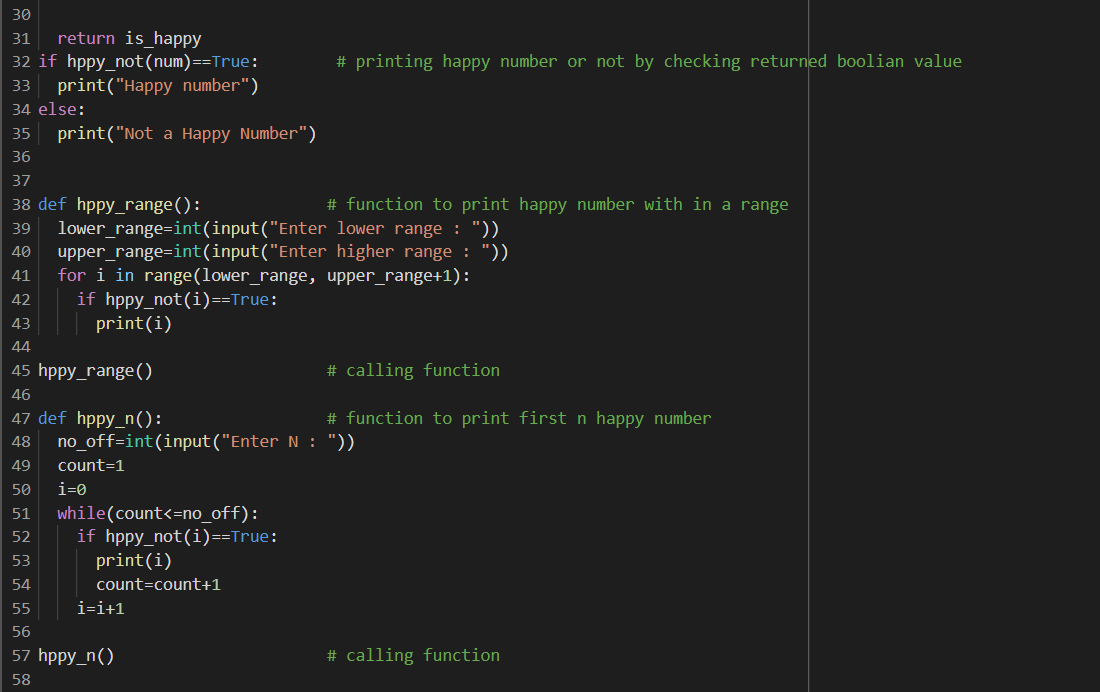 30
31   return is_happy
32 if hppy_not(num)==True:        # printing happy number or not by checking returned boolian value
33   print("Happy number")
34 else:
35   print("Not a Happy Number")
36
37
38 def hppy_range():             # function to print happy number with in a range
39   lower_range=int(input("Enter lower range : "))
40   upper_range=int(input("Enter higher range : "))
41   for i in range(lower_range, upper_range+1):
42     if hppy_not(i)==True:
43       print(i)
44
45 hppy_range()                  # calling function
46
47 def hppy_n():                 # function to print first n happy number
48   no_off=int(input("Enter N : "))
49   count=1
50   i=0
51   while(count<=no_off):
52     if hppy_not(i)==True:
53       print(i)
54       count=count+1
55     i=i+1
56
57 hppy_n()                      # calling function
58